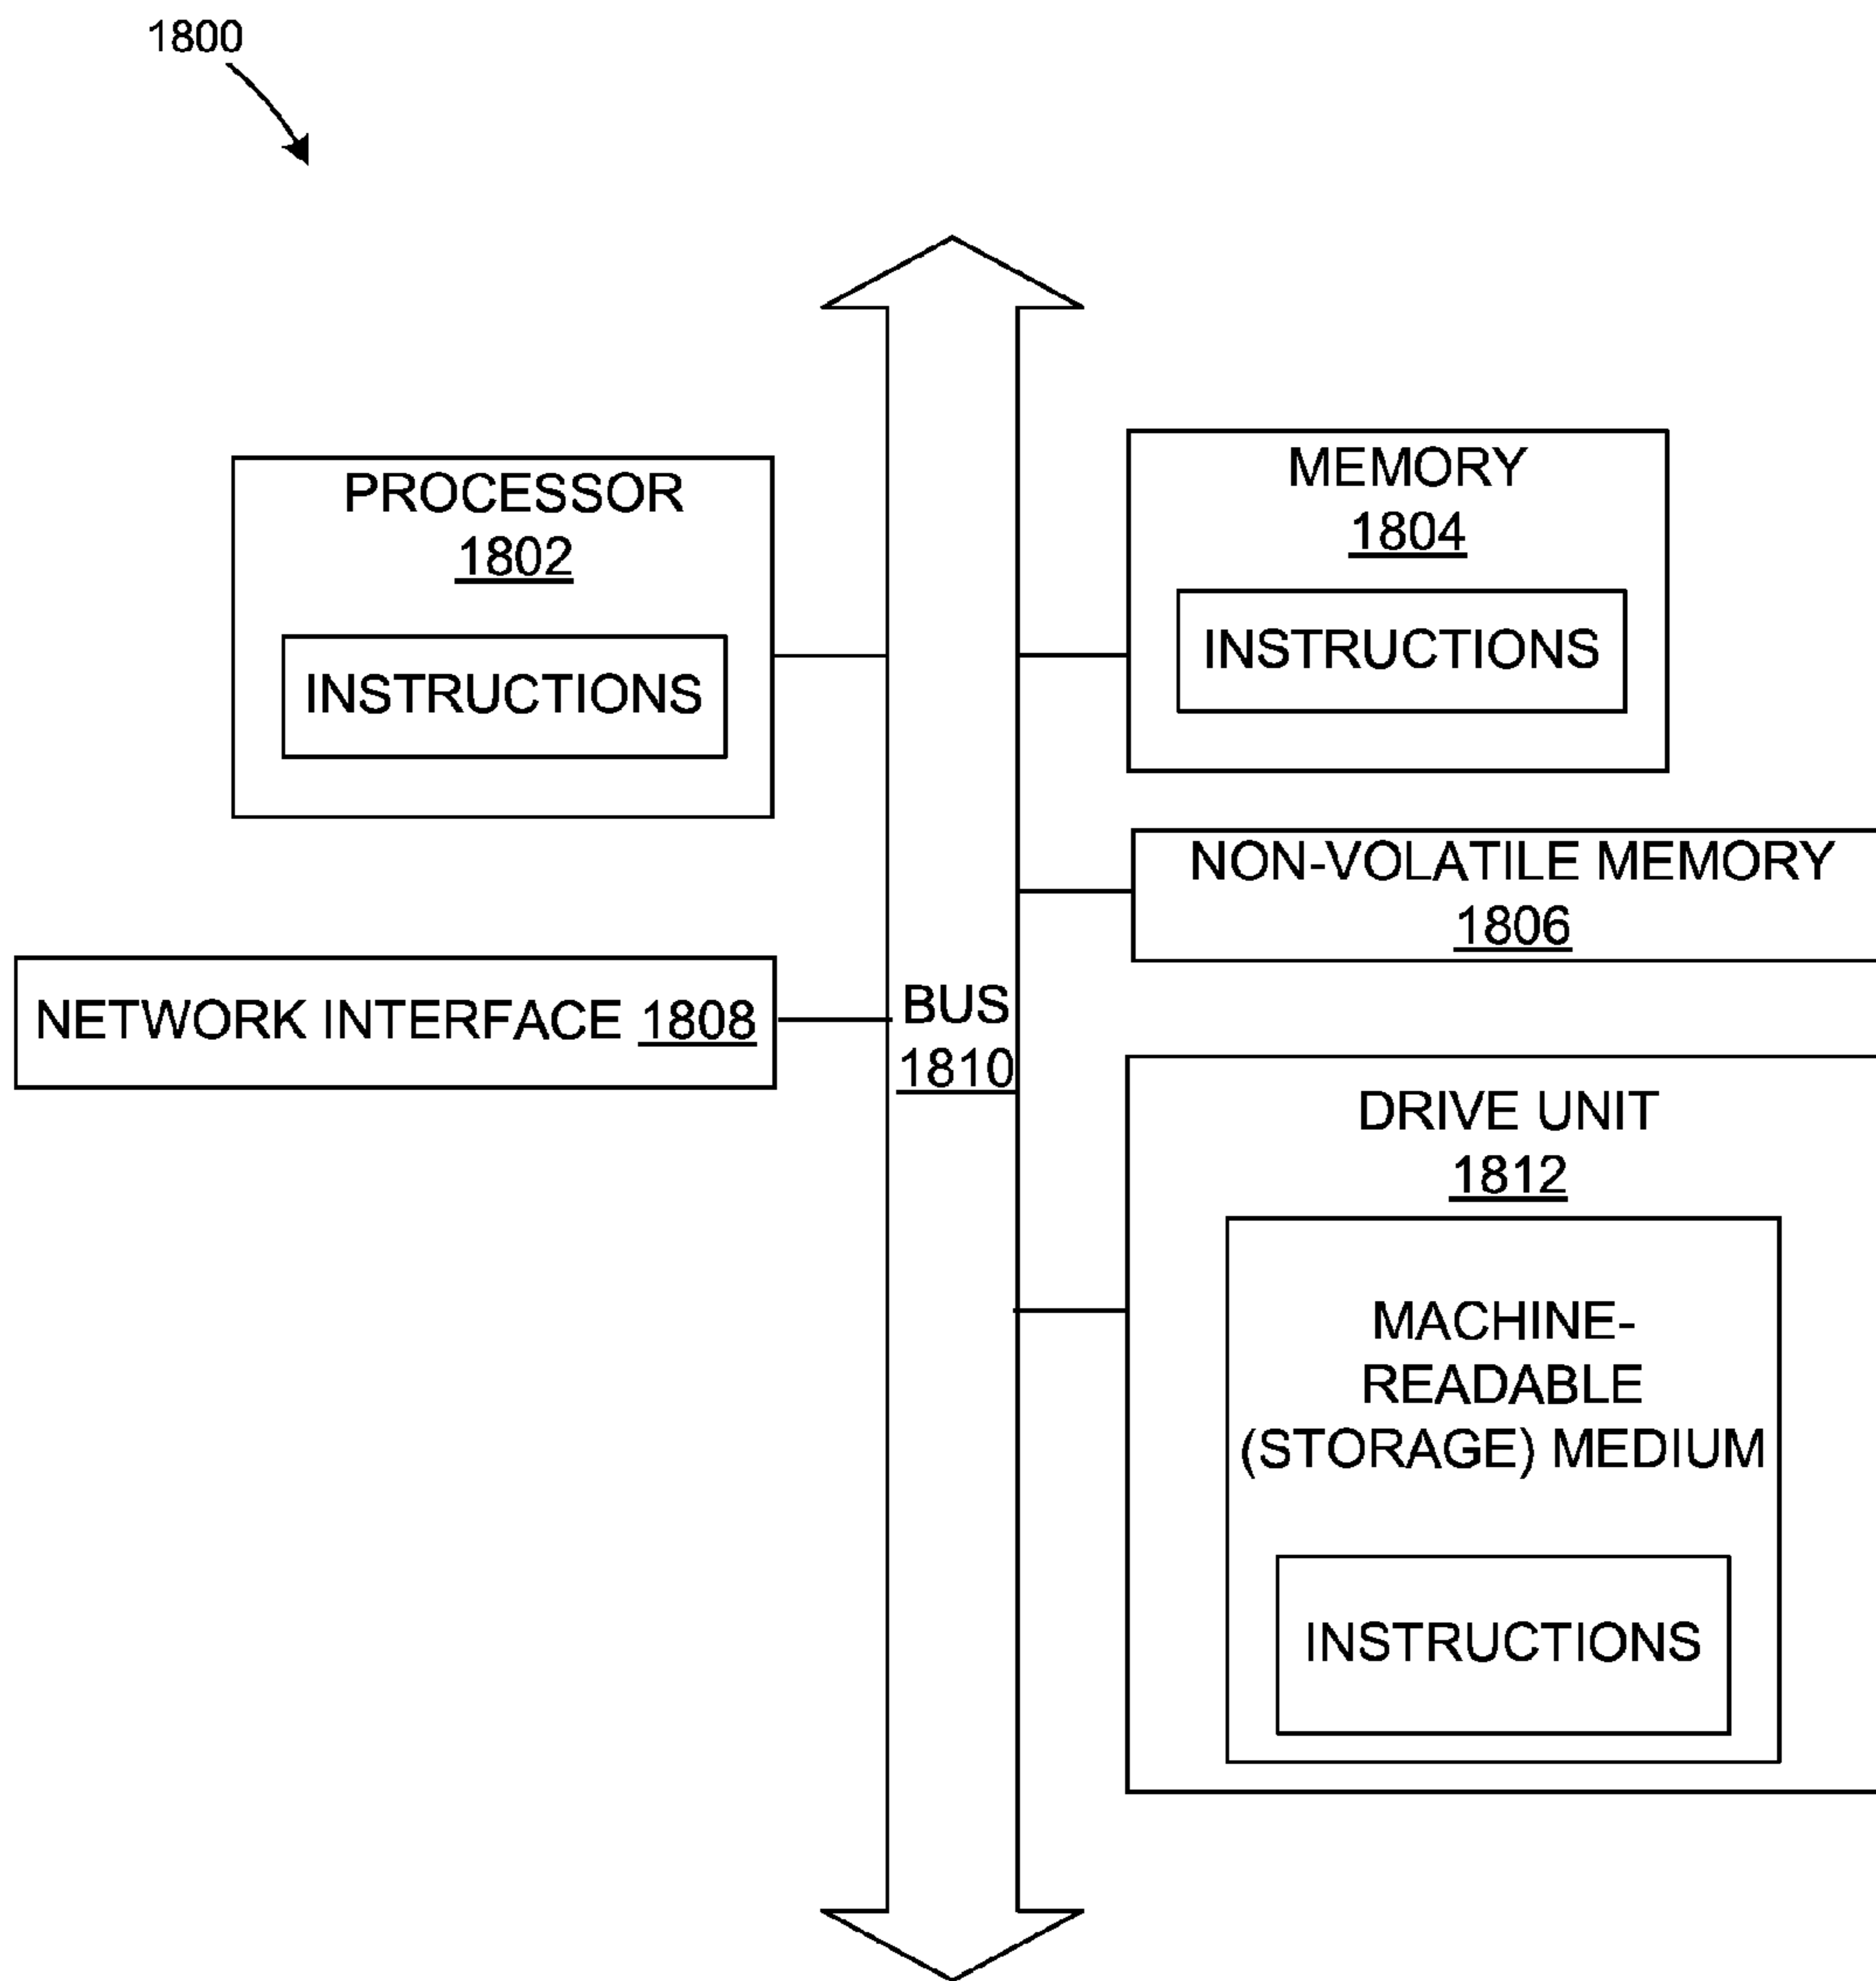 1800
PROCESSOR
1802
INSTRUCTIONS
MEMORY
1804
INSTRUCTIONS
NON-VOLATILE MEMORY
1806
NETWORK INTERFACE 1808
BUS
1810
DRIVE UNIT
1812
MACHINE-
READABLE
(STORAGE) MEDIUM
INSTRUCTIONS